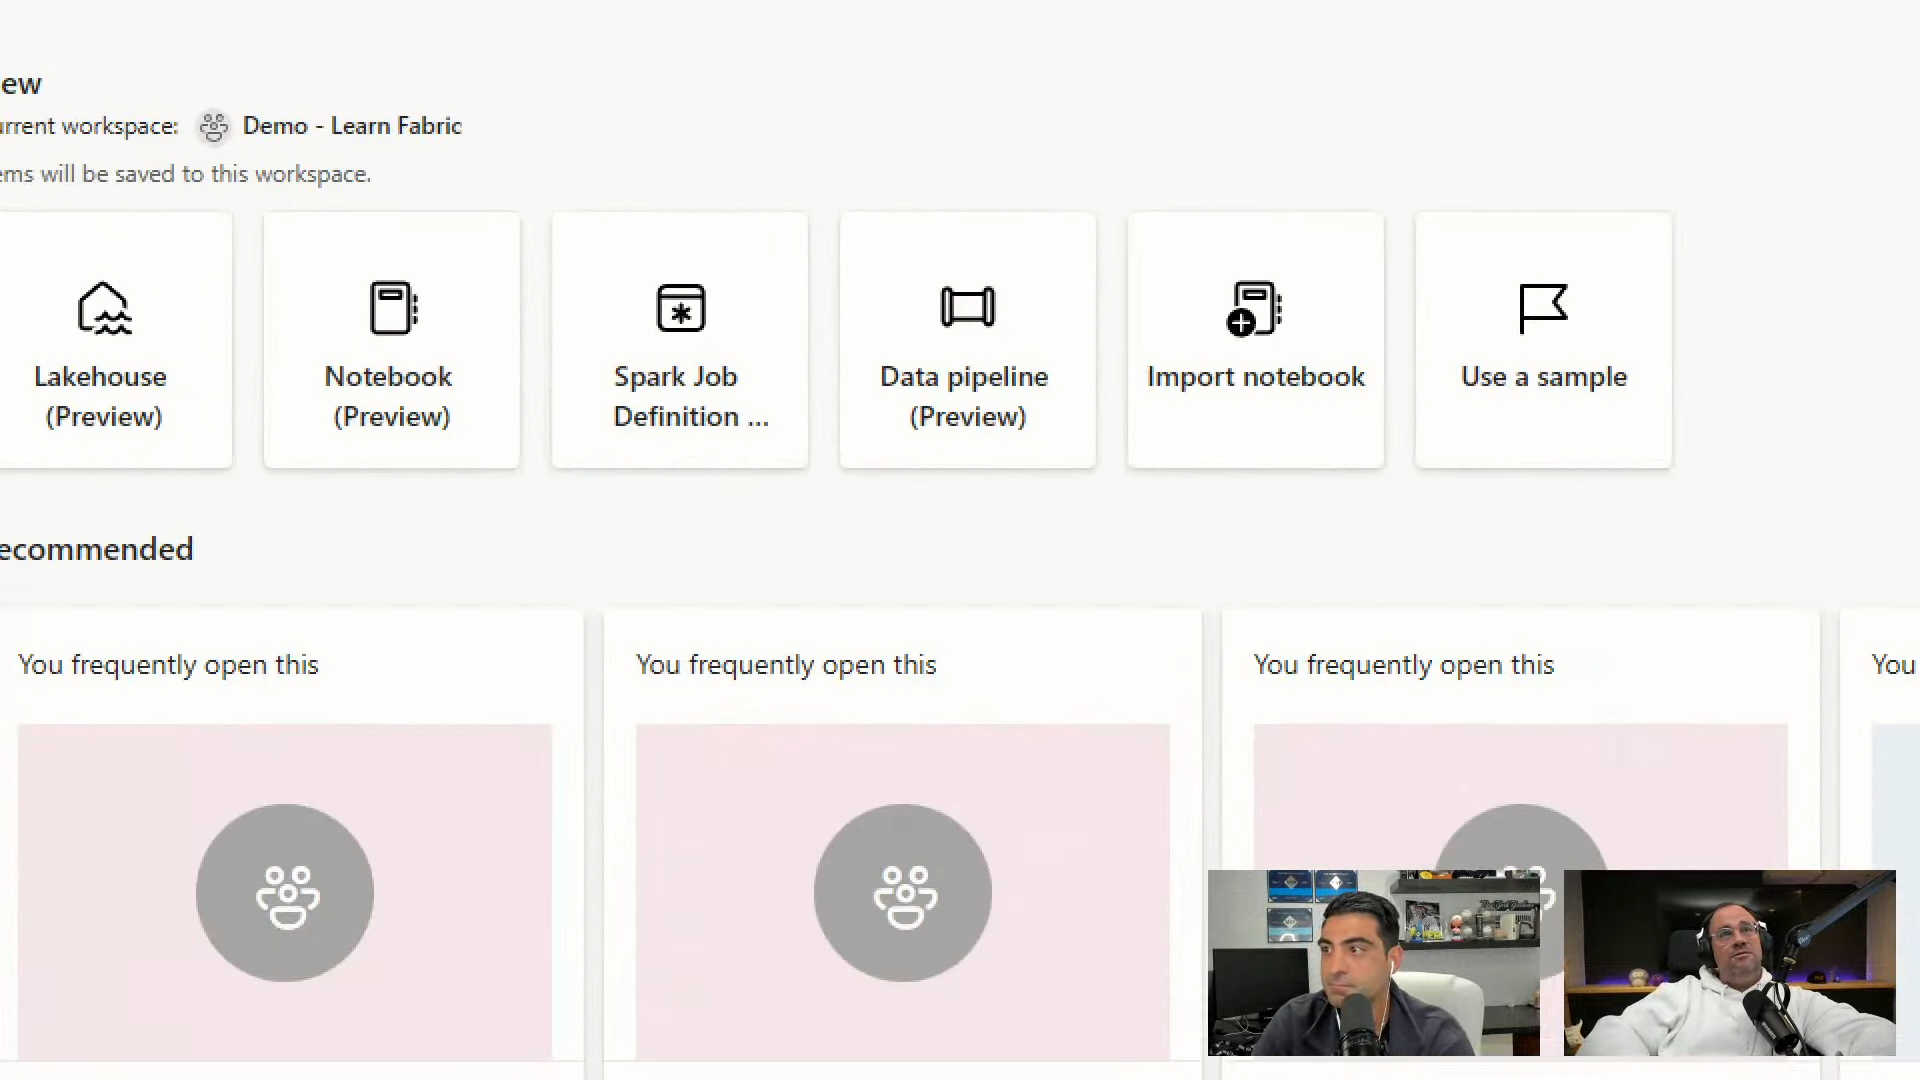 ew
urrent workspace: Demo - Learn Fabric
ems will be saved to this workspace.
Lakehouse
(Preview)
Notebook
(Preview)
Spark Job
Definition ...
Data pipeline
(Preview)
Import notebook
Use a sample
ecommended
You frequently open this
You frequently open this
You frequently open this
You